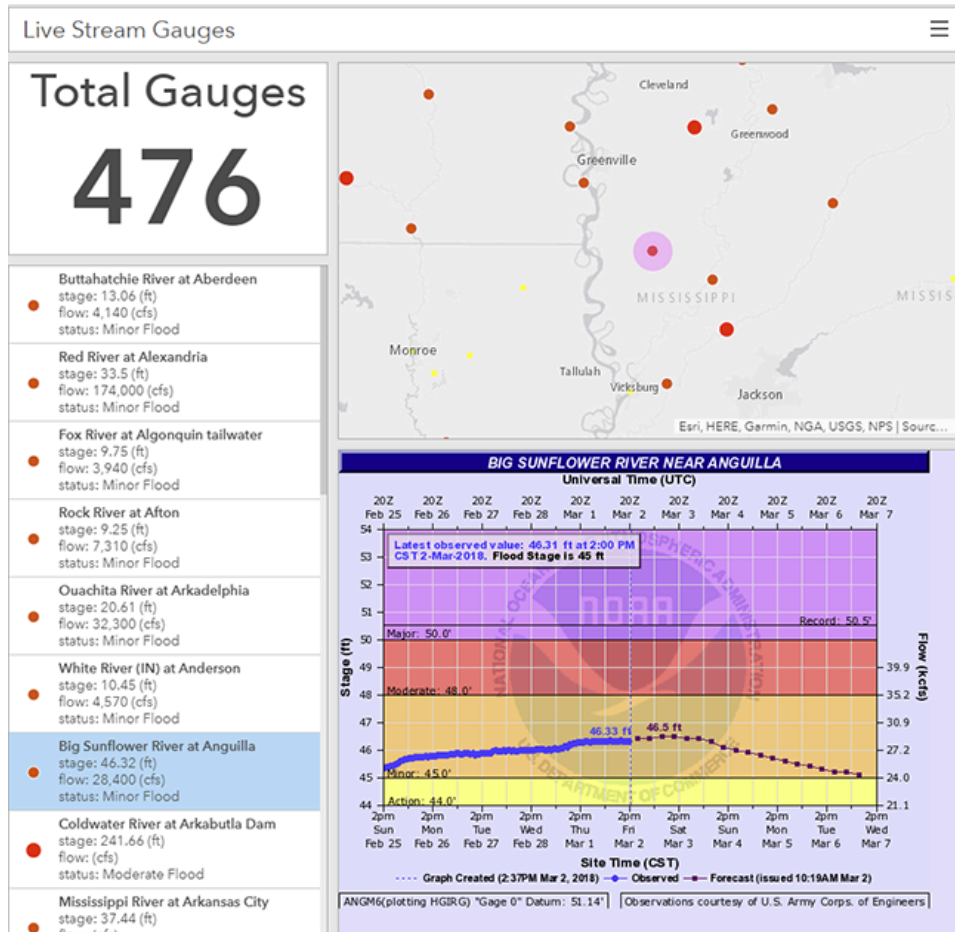 Live Stream Gauges
Total Gauges
476
Buttahatchie River at Aberdeen
stage: 13.06 (ft)
flow: 4,140 (cfs)
status: Minor Flood
Red River at Alexandria
stage: 33.5 (ft)
flow: 174,000 (cfs)
status: Minor Flood
Fox River at Algonquin tailwater
stage: 9.75 (ft)
flow: 3,940 (cfs)
status: Minor Flood
Rock River at Afton
stage: 9.25 (ft)
flow: 7,310 (cfs)
status: Minor Flood
Ouachita River at Arkadelphia
stage: 20.61 (ft)
flow: 32,300 (cfs)
status: Minor Flood
White River (IN) at Anderson
stage: 10.45 (ft)
flow: 4,570 (cfs)
status: Minor Flood
Big Sunflower River at Anguilla
stage: 46.32 (ft)
flow: 28,400 (cfs)
status: Minor Flood
Coldwater River at Arkabutla Dam
stage: 241.66 (ft)
flow: (cfs)
status: Moderate Flood
Mississippi River at Arkansas City
stage: 37.44 (ft)
Cleveland
Greenwood
Greenville
MISSISSIPPI
MISSIS
Monroe
Tallulah
Vicksburg
Jackson
Esri, HERE, Garmin, NGA, USGS, NPS | Sourc...
BIG SUNFLOWER RIVER NEAR ANGUILLA
Universal Time (UTC)
20Z 20Z 20Z 20Z 20Z 20Z 20Z 20Z 20Z 20Z 20Z
Feb 25 Feb 26 Feb 27 Feb 28 Mar 1 Mar 2 Mar 3 Mar 4 Mar 5 Mar 6 Mar 7
Latest observed value: 46.31 ft at 2:00 PM
CST 2-Mar-2018. Flood Stage is 45 ft
NATIONAL OCEANIC AND ATMOSPHERIC ADMINISTRATION
NOAA
U.S. DEPARTMENT OF COMMERCE
Stage (ft)
54
53
52
51
50
49
48
47
46
45
44
Record: 50.5'
Major: 50.0'
Moderate: 48.0'
46.33 ft
46.5 ft
Minor: 45.0'
Action: 44.0'
Flow (kcfs)
39.9
35.2
30.9
27.2
24.0
21.1
2pm 2pm 2pm 2pm 2pm 2pm 2pm 2pm 2pm 2pm 2pm
Sun Mon Tue Wed Thu Fri Sat Sun Mon Tue Wed
Feb 25 Feb 26 Feb 27 Feb 28 Mar 1 Mar 2 Mar 3 Mar 4 Mar 5 Mar 6 Mar 7
Site Time (CST)
Graph Created (2:37PM Mar 2, 2018) Observed Forecast (issued 10:19AM Mar 2)
ANGM6(plotting HGIRG) "Gage 0" Datum: 51.14'
Observations courtesy of U.S. Army Corps. of Engineers